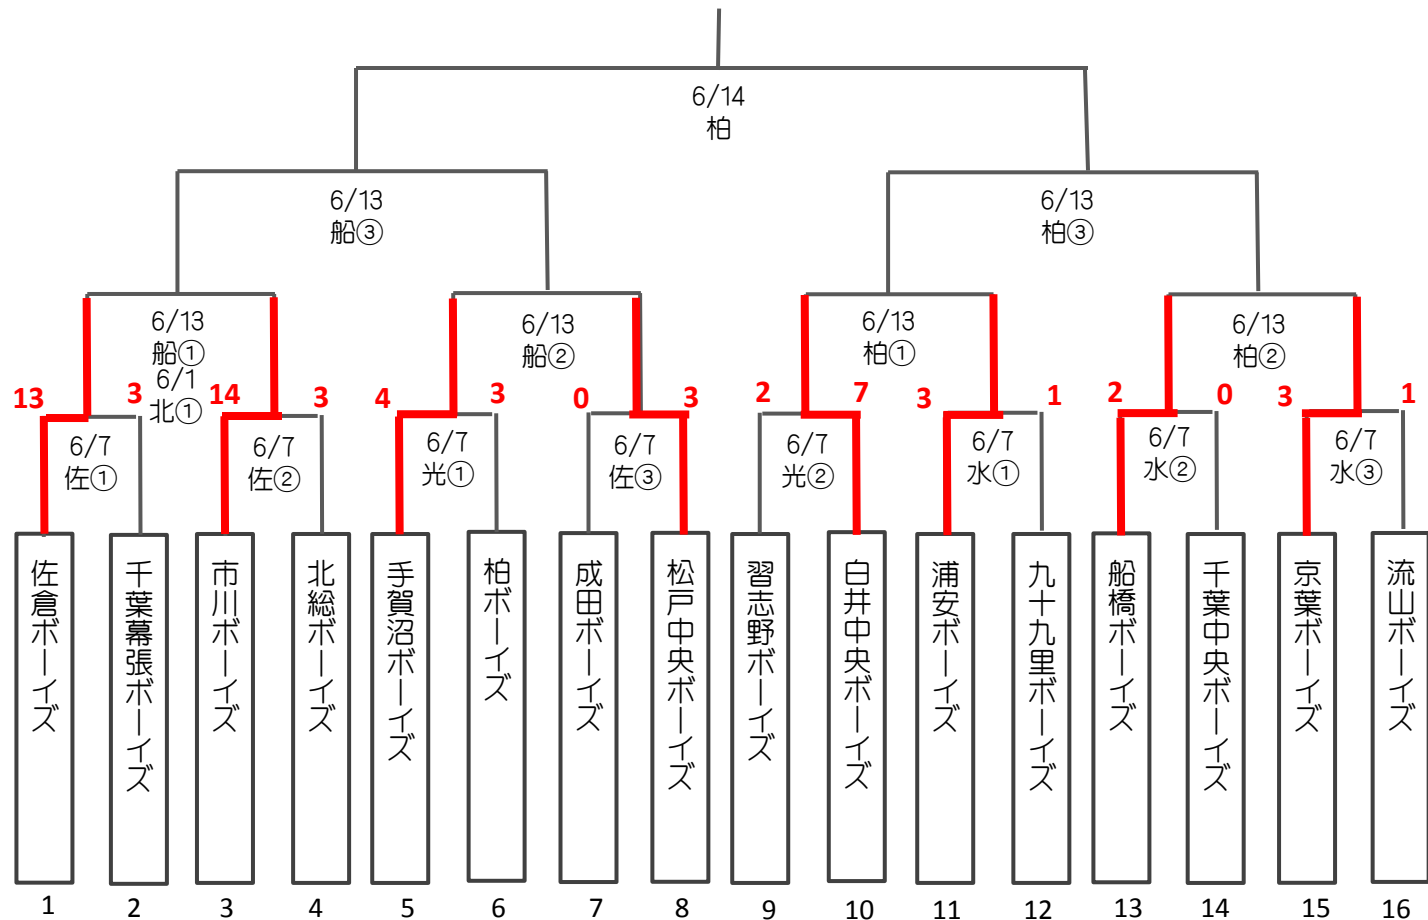 6/14
柏
6/13
船③
6/13
柏③
6/13
船①
6/1
北①
6/13
船②
6/13
柏①
6/13
柏②
13
3
14
3
4
3
0
3
2
7
3
1
2
0
3
1
6/7
佐①
6/7
佐②
6/7
光①
6/7
佐③
6/7
光②
6/7
水①
6/7
水②
6/7
水③
佐倉ボーイズ
千葉幕張ボーイズ
市川ボーイズ
北総ボーイズ
手賀沼ボーイズ
柏ボーイズ
成田ボーイズ
松戸中央ボーイズ
習志野ボーイズ
白井中央ボーイズ
浦安ボーイズ
九十九里ボーイズ
船橋ボーイズ
千葉中央ボーイズ
京葉ボーイズ
流山ボーイズ
1
2
3
4
5
6
7
8
9
10
11
12
13
14
15
16